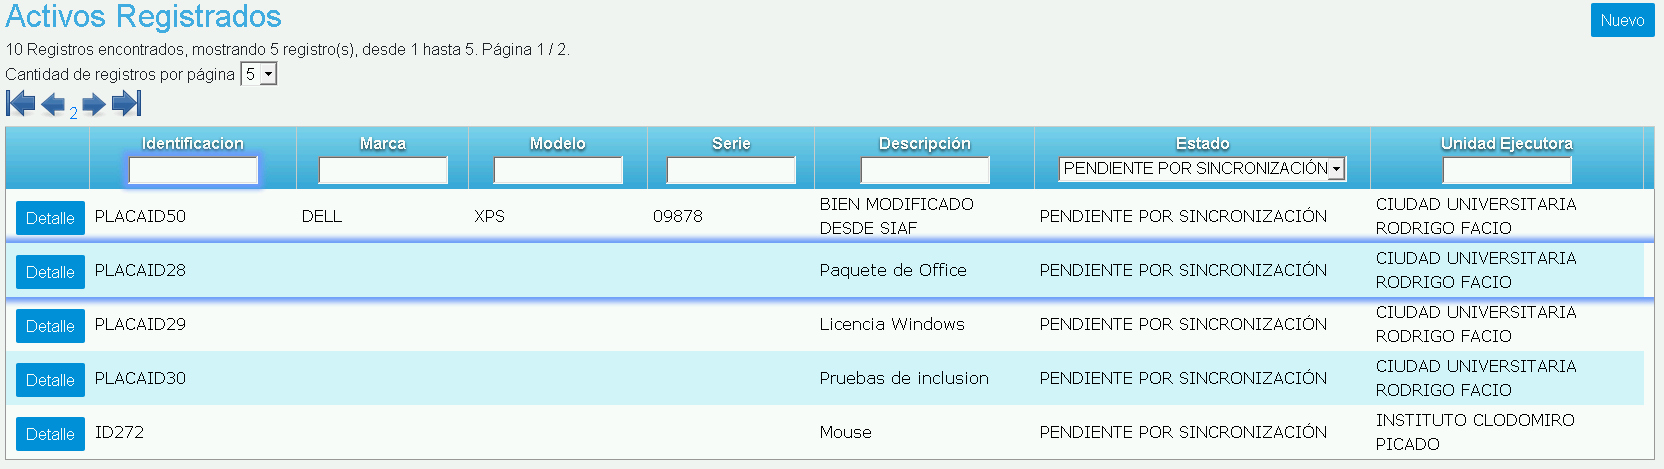 Activos Registrados
Nuevo
10 Registros encontrados, mostrando 5 registro(s), desde 1 hasta 5. Página 1 / 2.
Cantidad de registros por página 5
2
Identificacion Marca Modelo Serie Descripción Estado Unidad Ejecutora
PENDIENTE POR SINCRONIZACIÓN
Detalle PLACAID50 DELL XPS 09878 BIEN MODIFICADO DESDE SIAF PENDIENTE POR SINCRONIZACIÓN CIUDAD UNIVERSITARIA RODRIGO FACIO
Detalle PLACAID28 Paquete de Office PENDIENTE POR SINCRONIZACIÓN CIUDAD UNIVERSITARIA RODRIGO FACIO
Detalle PLACAID29 Licencia Windows PENDIENTE POR SINCRONIZACIÓN CIUDAD UNIVERSITARIA RODRIGO FACIO
Detalle PLACAID30 Pruebas de inclusion PENDIENTE POR SINCRONIZACIÓN CIUDAD UNIVERSITARIA RODRIGO FACIO
Detalle ID272 Mouse PENDIENTE POR SINCRONIZACIÓN INSTITUTO CLODOMIRO PICADO